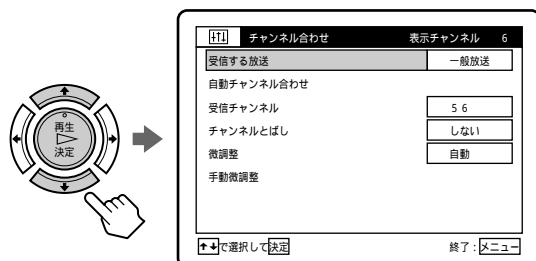 再生
決定
チャンネル合わせ 表示チャンネル 6
受信する放送 一般放送
自動チャンネル合わせ
受信チャンネル 56
チャンネルとばし しない
微調整 自動
手動微調整
↑↓で選択して決定 終了:メニュー